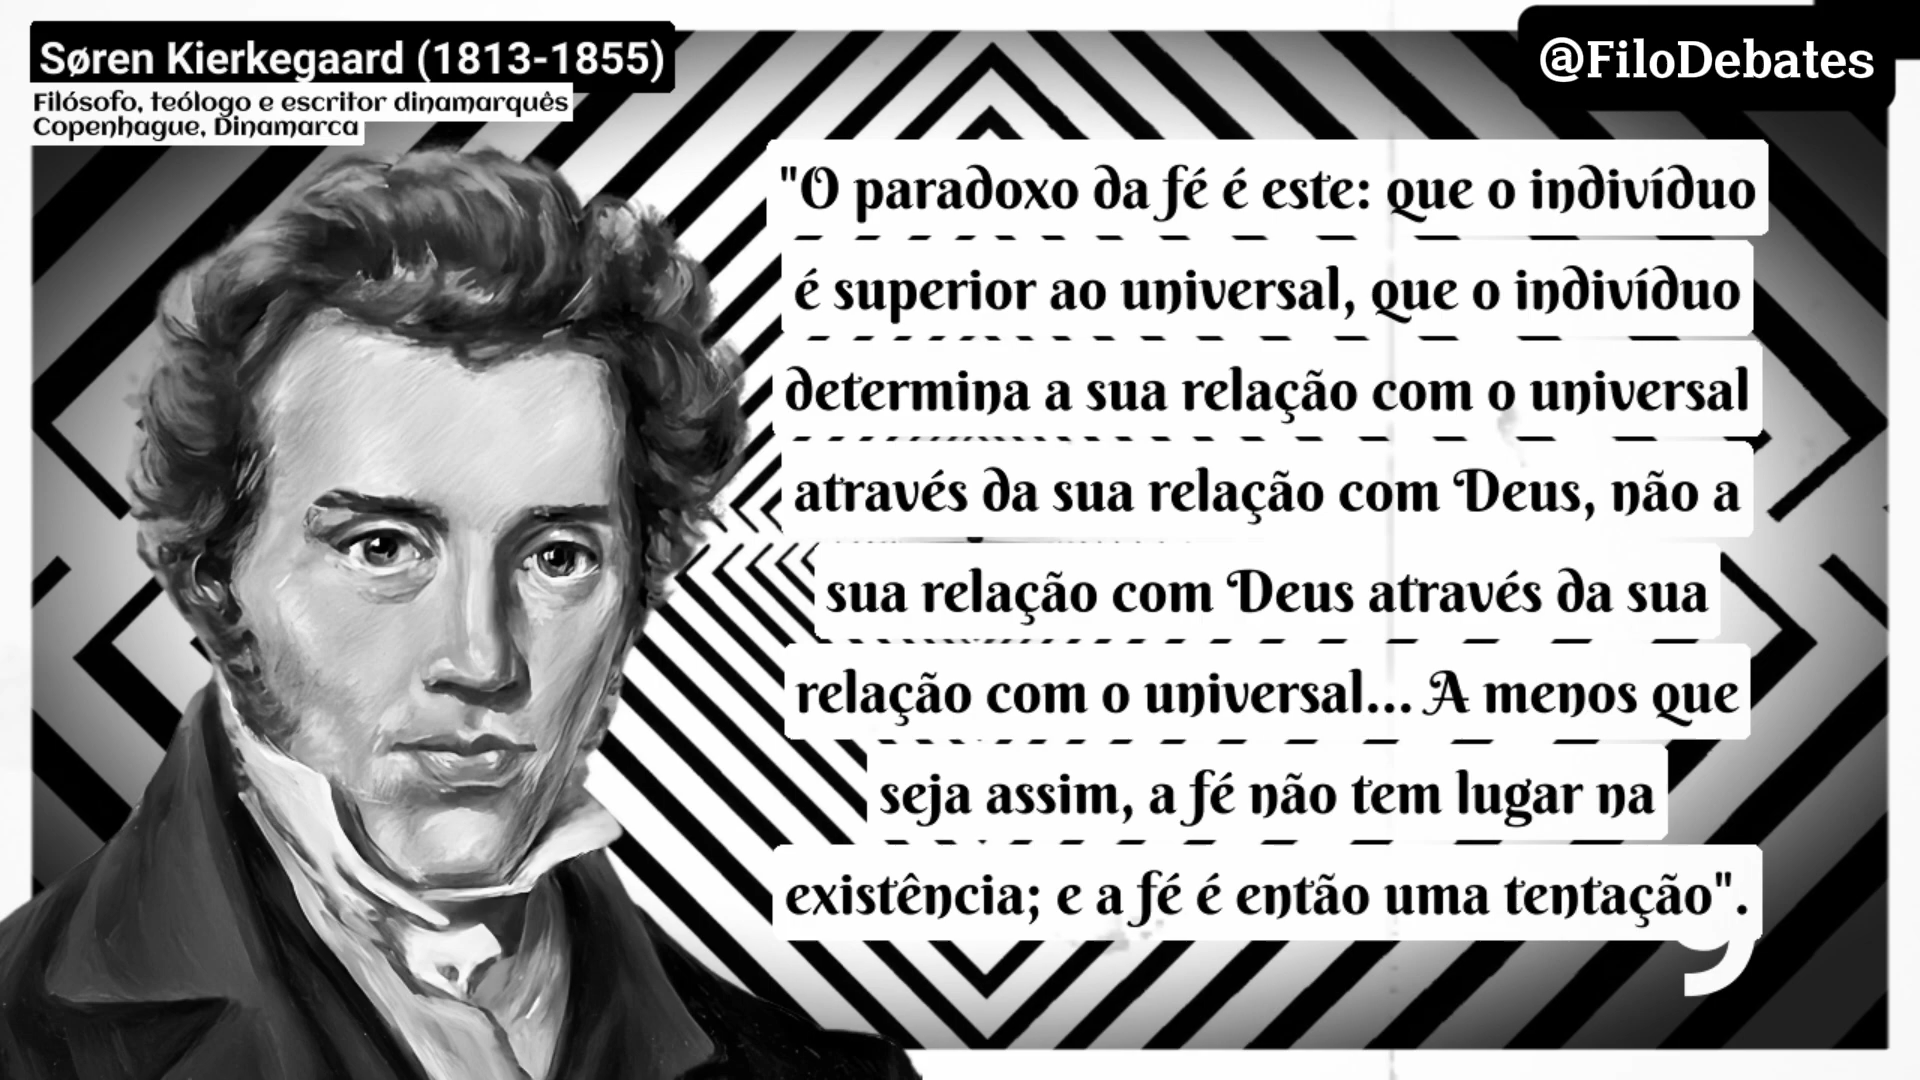 Søren Kierkegaard (1813-1855)
Filósofo, teólogo e escritor dinamarquês
Copenhague, Dinamarca
@FiloDebates
"O paradoxo da fé é este: que o indivíduo
é superior ao universal, que o indivíduo
determina a sua relação com o universal
através da sua relação com Deus, não a
sua relação com Deus através da sua
relação com o universal... A menos que
seja assim, a fé não tem lugar na
existência; e a fé é então uma tentação".